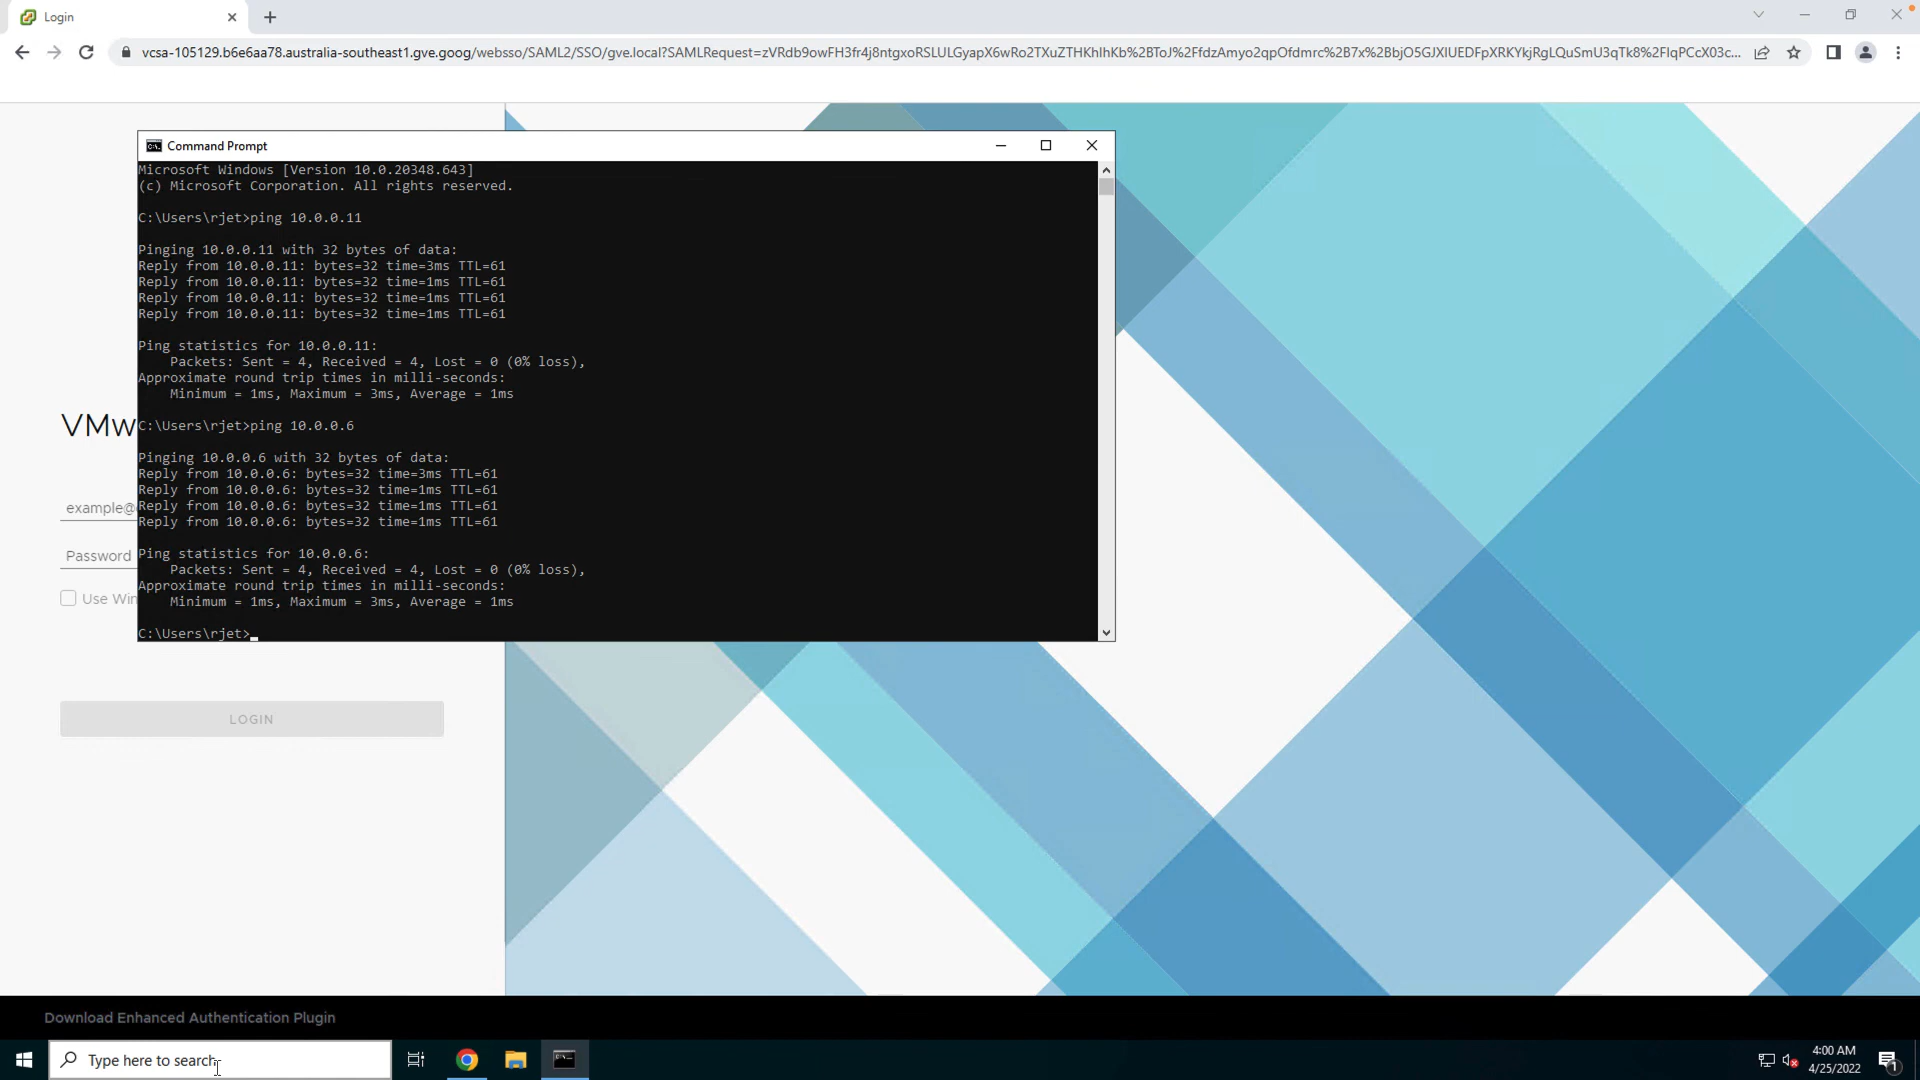 Login
vcsa-105129.b6e6aa78.australia-southeast1.gve.goog/websso/SAML2/SSO/gve.local?SAMLRequest=
Command Prompt
Microsoft Windows [Version 10.0.20348.643]
(c) Microsoft Corporation. All rights reserved.
C:\Users\rjet>ping 10.0.0.11
Pinging 10.0.0.11 with 32 bytes of data:
Reply from 10.0.0.11: bytes=32 time=3ms TTL=61
Reply from 10.0.0.11: bytes=32 time=1ms TTL=61
Reply from 10.0.0.11: bytes=32 time=1ms TTL=61
Reply from 10.0.0.11: bytes=32 time=1ms TTL=61
Ping statistics for 10.0.0.11:
Packets: Sent = 4, Received = 4, Lost = 0 (0% loss),
Approximate round trip times in milli-seconds:
Minimum = 1ms, Maximum = 3ms, Average = 1ms
VMw
C:\Users\rjet>ping 10.0.0.6
Pinging 10.0.0.6 with 32 bytes of data:
Reply from 10.0.0.6: bytes=32 time=3ms TTL=61
Reply from 10.0.0.6: bytes=32 time=1ms TTL=61
example@
Reply from 10.0.0.6: bytes=32 time=1ms TTL=61
Reply from 10.0.0.6: bytes=32 time=1ms TTL=61
Password
Ping statistics for 10.0.0.6:
Packets: Sent = 4, Received = 4, Lost = 0 (0% loss),
Approximate round trip times in milli-seconds:
Use Win
Minimum = 1ms, Maximum = 3ms, Average = 1ms
C:\Users\rjet>
LOGIN
Download Enhanced Authentication Plugin
Type here to search
4:00 AM
4/25/2022
1